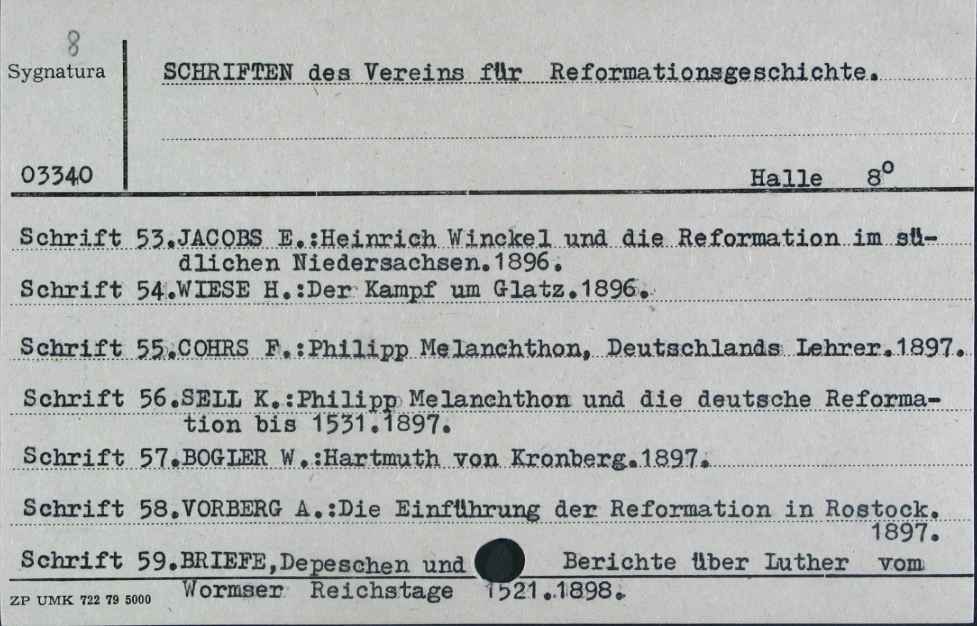 8
Sygnatura
SCHRIFTEN des Vereins für Reformationsgeschichte.
03340
Halle 8°
Schrift 53.JACOBS E.:Heinrich Winckel und die Reformation im sü-
dlichen Niedersachsen.1896.
Schrift 54.WIESE H.:Der Kampf um Glatz.1896.
Schrift 55.COHRS F.:Philipp Melanchthon, Deutschlands Lehrer.1897.
Schrift 56.SELL K.:Philipp Melanchthon und die deutsche Reforma-
tion bis 1531.1897.
Schrift 57.BOGLER W.:Hartmuth von Kronberg.1897.
Schrift 58.VORBERG A.:Die Einführung der Reformation in Rostock.
1897.
Schrift 59.BRIEFE,Depeschen und Berichte über Luther vom
Wormser Reichstage 1521.1898.
ZP UMK 722 79 5000